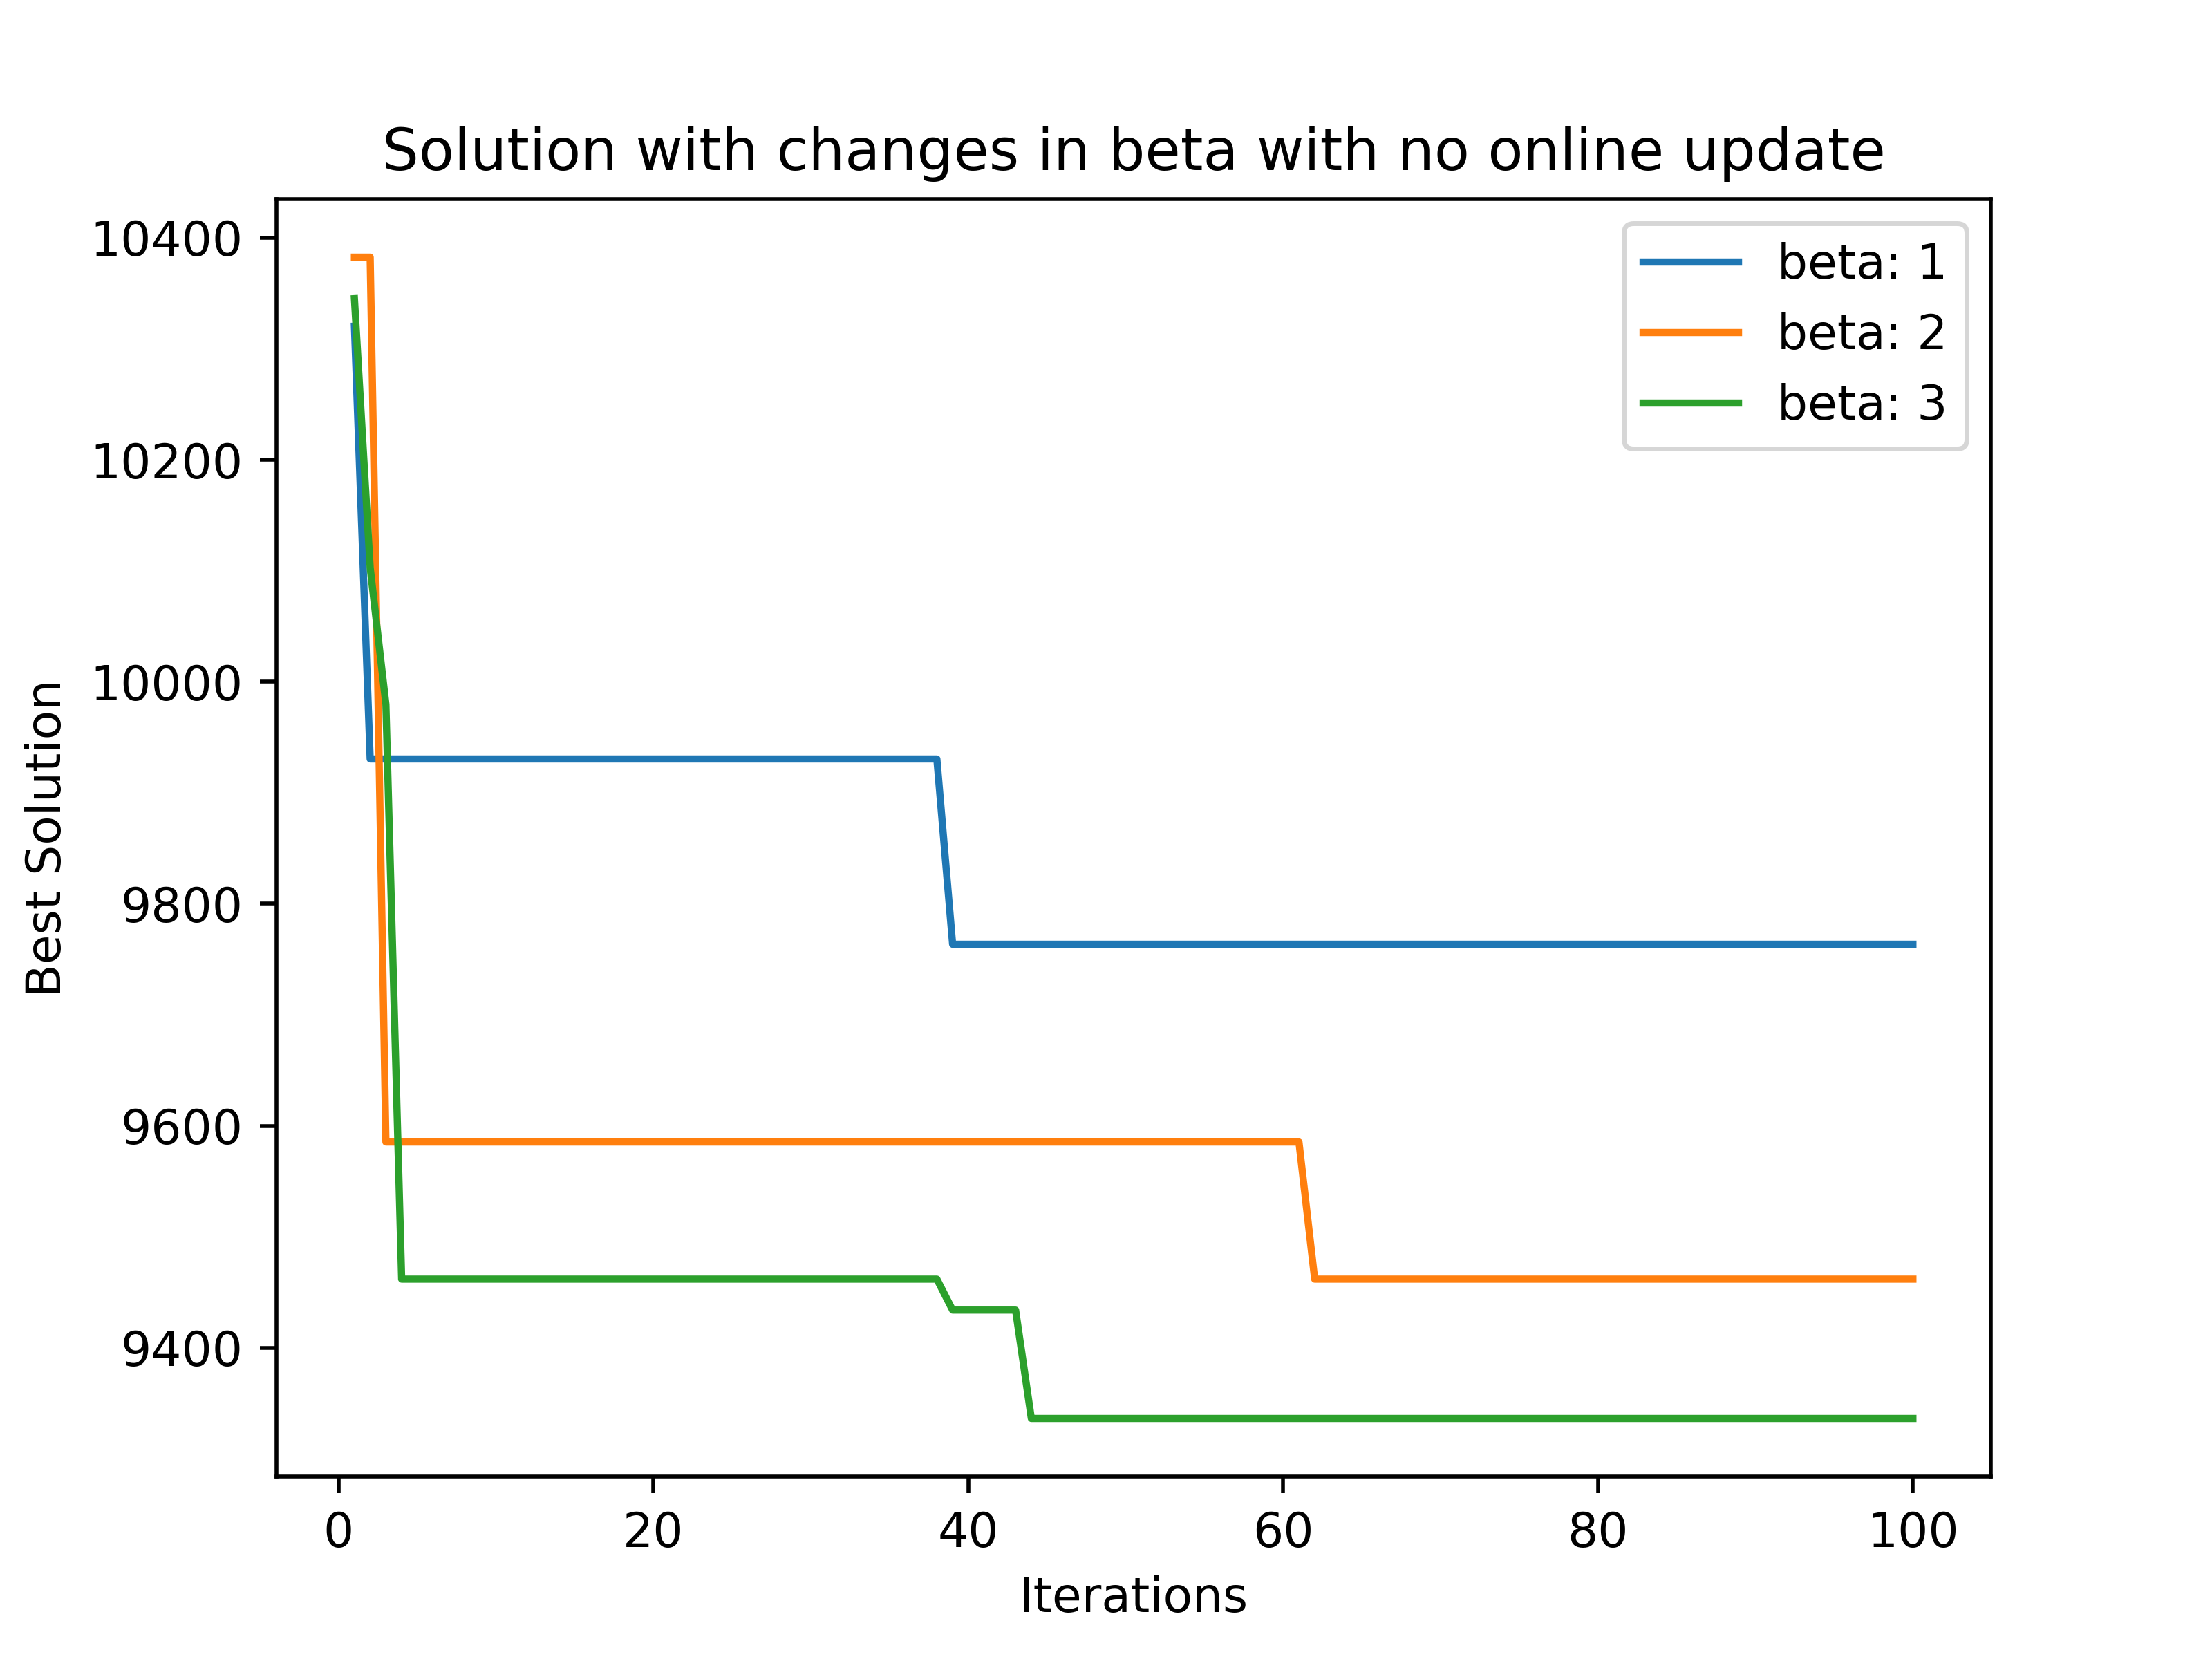 Solution with changes in beta with no online update
beta: 1
beta: 2
beta: 3
Best Solution
10400
10200
10000
9800
9600
9400
0 20 40 60 80 100
Iterations